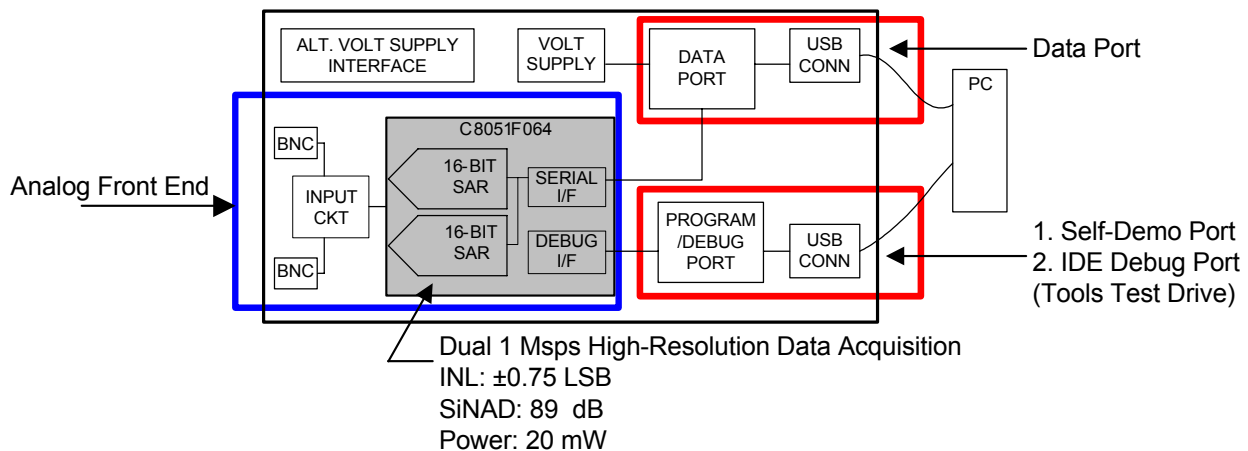 ALT. VOLT SUPPLY
INTERFACE
VOLT
SUPPLY
DATA
PORT
USB
CONN
Data Port
PC
C8051F064
BNC
16-BIT
SAR
SERIAL
I/F
Analog Front End
INPUT
CKT
16-BIT
SAR
DEBUG
I/F
BNC
PROGRAM
/DEBUG
PORT
USB
CONN
1. Self-Demo Port
2. IDE Debug Port
(Tools Test Drive)
Dual 1 Msps High-Resolution Data Acquisition
INL: ±0.75 LSB
SiNAD: 89 dB
Power: 20 mW